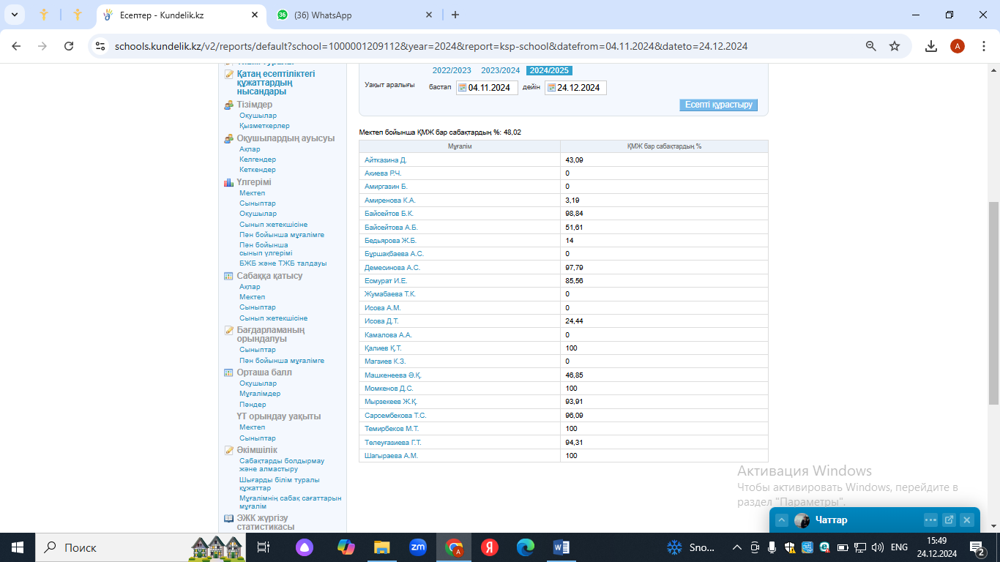 Есептер - Kundelik.kz
(36) WhatsApp
schools.kundelik.kz/v2/reports/default?school=1000001209112&year=2024&report=ksp-school&datefrom=04.11.2024&dateto=24.12.2024
A
Қатаң есептіліктегі
құжаттардың
нысандары
Тізімдер
Оқушылар
Қызметкерлер
Оқушылардың ауысуы
Ақпар
Келгендер
Кеткендер
Үлгерімі
Мектеп
Сыныптар
Оқушылар
Сынып жетекшісіне
Пән бойынша мұғалімге
Пән бойынша
сынып үлгерімі
БЖБ және ТЖБ талдауы
Сабаққа қатысу
Ақпар
Мектеп
Сыныптар
Сынып жетекшісіне
Бағдарламаның
орындалуы
Сыныптар
Пән бойынша мұғалімге
Орташа балл
Оқушылар
Мұғалімдер
Пәндер
ҮТ орындау уақыты
Мектеп
Сыныптар
Әкімшілік
Сабақтарды болдырмау
және алмастыру
Шығарды білім туралы
құжаттар
Мұғалімнің сабақ сағаттарын
мұғалім
ЭЖК жүргізу
статистикасы
2022/2023 2023/2024 2024/2025
Уақыт аралығы бастап 04.11.2024 дейін 24.12.2024
Есепті құрастыру
Мектеп бойынша ҚМЖ бар сабақтардың %: 48,02
Мұғалім ҚМЖ бар сабақтардың %
Айтказина Д. 43,09
Акиева Р.Ч. 0
Амиргазин Б. 0
Амиренова К.А. 3,19
Байсейтов Б.К. 98,84
Байсейтова А.Б. 51,61
Бедьярова Ж.Б. 14
Бұршақбаева А.С. 0
Демесинова А.С. 97,79
Есмурат И.Е. 85,56
Жумабаева Т.К. 0
Исова А.М. 0
Исова Д.Т. 24,44
Камалова А.А. 0
Қалиев Қ.Т. 100
Магзиев К.З. 0
Машкенеева Ә.Қ. 46,85
Момкенов Д.С. 100
Мырзекеев Ж.Қ. 93,91
Сарсембекова Т.С. 96,09
Темирбеков М.Т. 100
Төлеуғазиева Г.Т. 94,31
Шагыраева А.М. 100
Активация Windows
Чтобы активировать Windows, перейдите в
раздел "Параметры".
Чаттар
Поиск
zm
Я
Sno...
ENG
15:49
24.12.2024
2